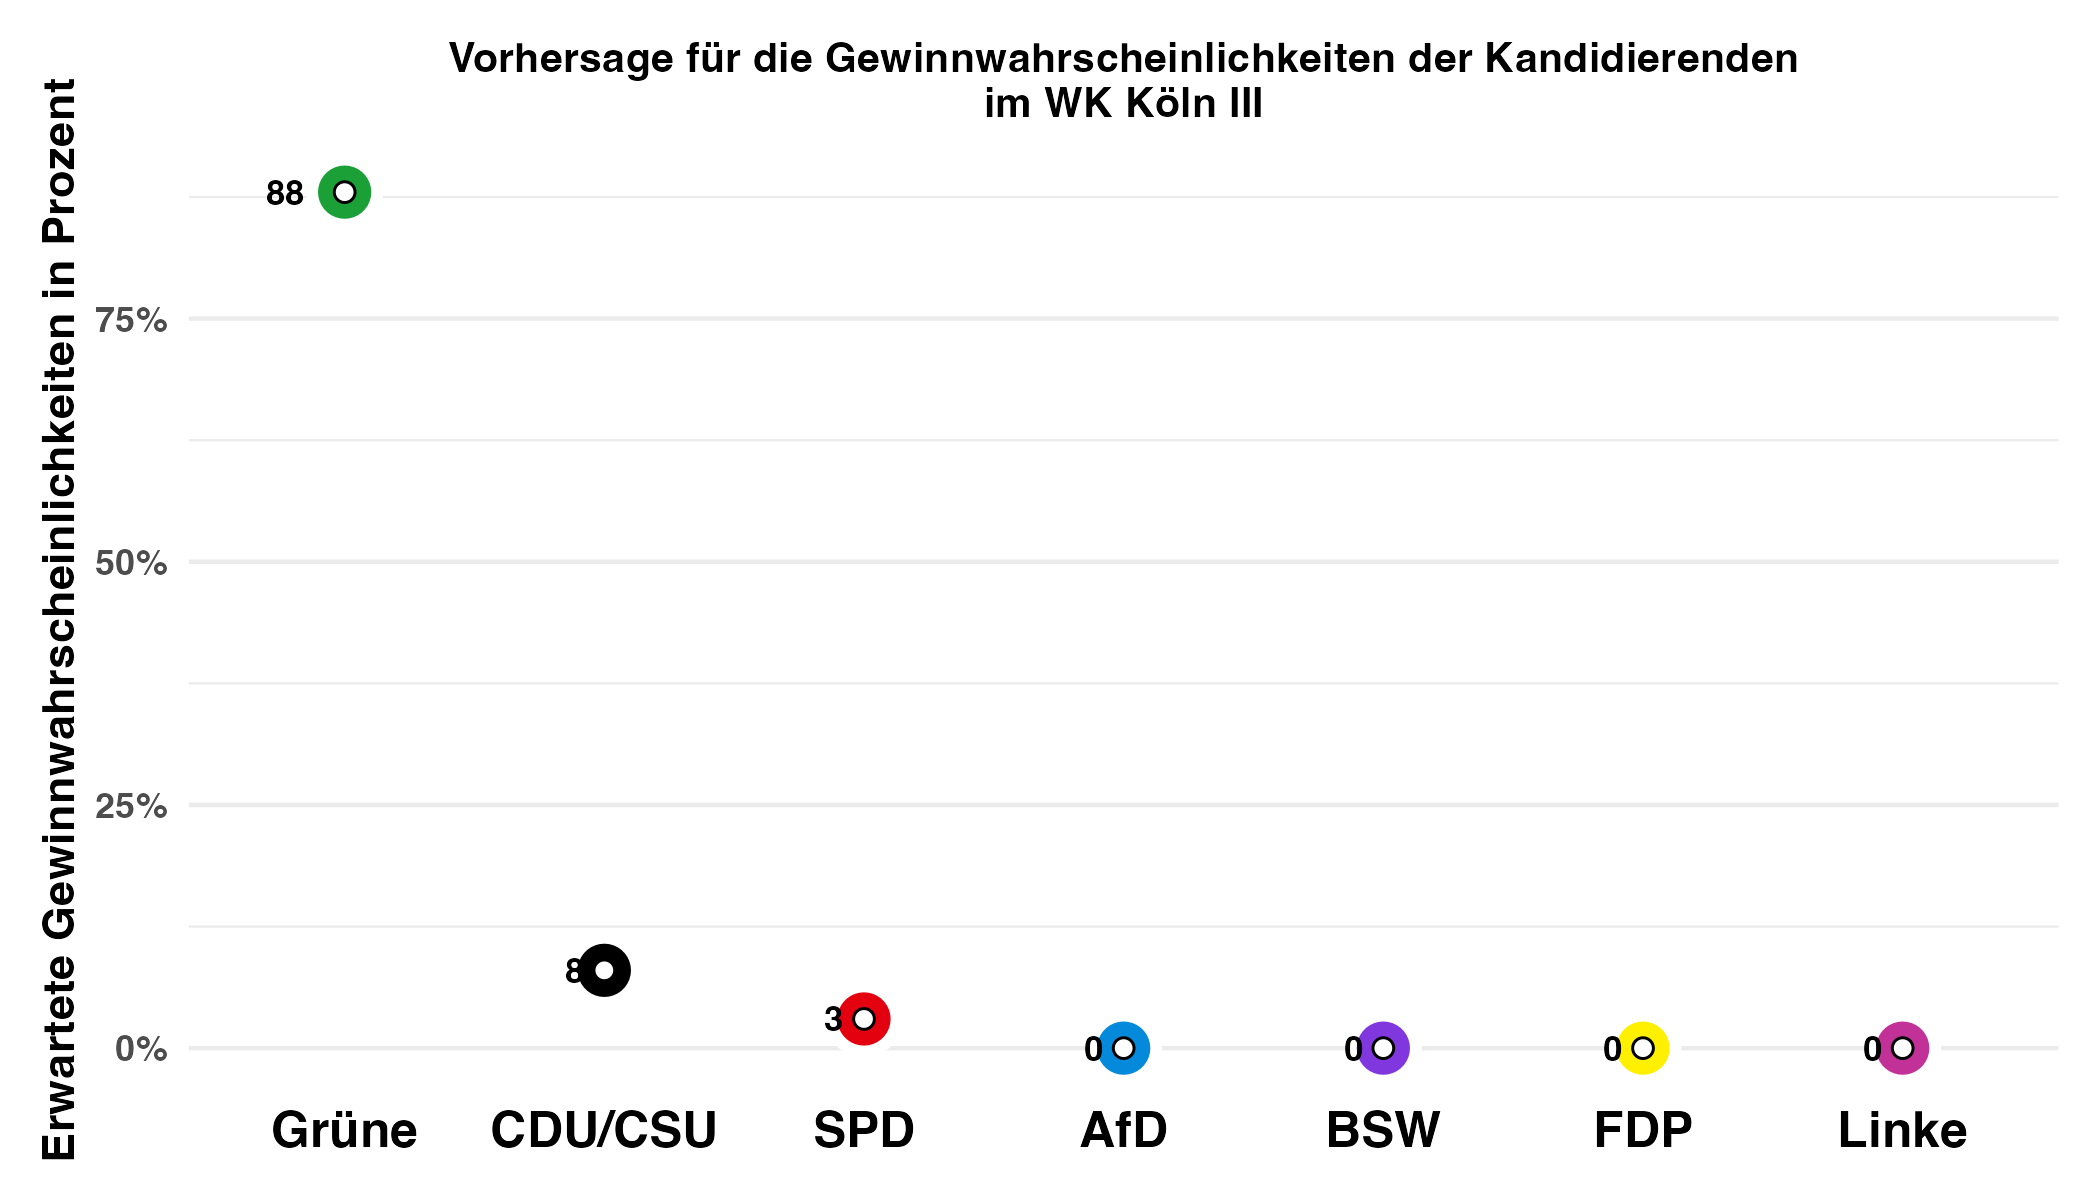 Vorhersage für die Gewinnwahrscheinlichkeiten der Kandidierenden
im WK Köln III
Erwartete Gewinnwahrscheinlichkeiten in Prozent
75%
50%
25%
0%
88
8
3
0
0
0
0
Grüne
CDU/CSU
SPD
AfD
BSW
FDP
Linke